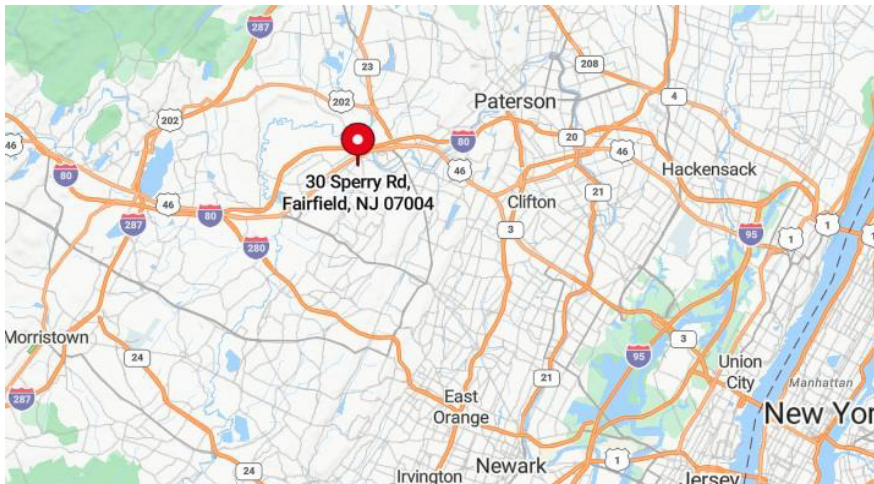 287
23
208
202
4
202
Paterson
46
80
20
80
46
46
Hackensack
80
30 Sperry Rd,
Fairfield, NJ 07004
21
Clifton
46
80
287
3
95
1
1
1
280
Morristown
24
95
3
Union
City
21
Manhattan
287
East
Orange
New Yor
24
Irvington
Newark
1
Jersey